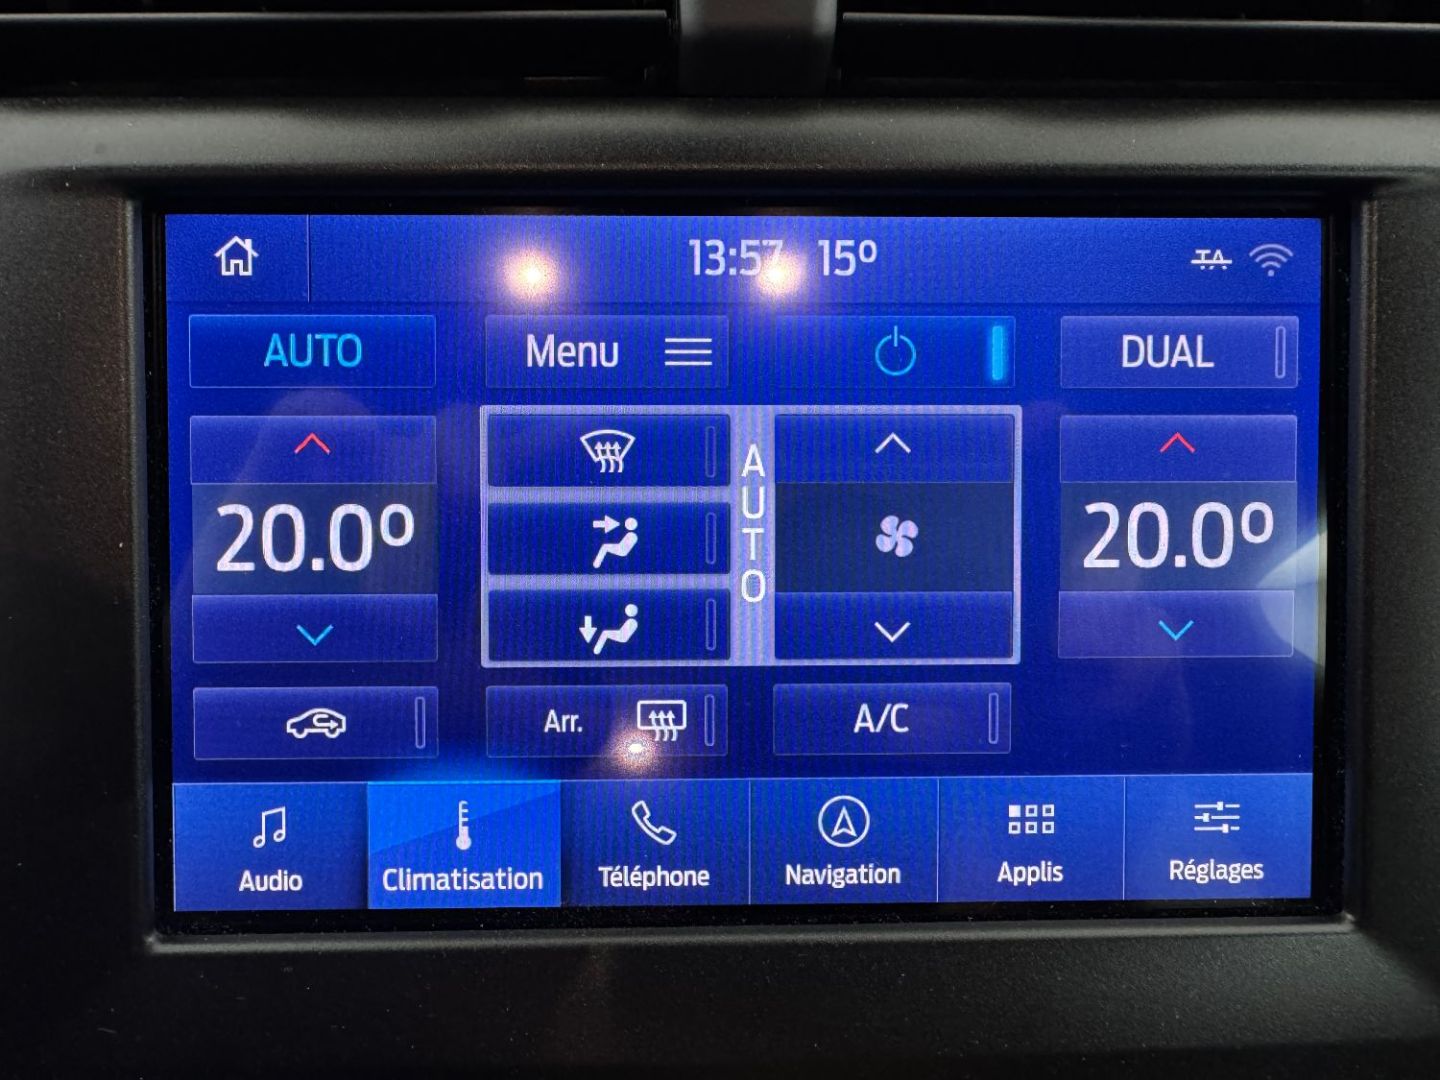 13:57 15°
AUTO
Menu
DUAL
20.0°
AUTO
20.0°
Arr.
A/C
Audio
Climatisation
Téléphone
Navigation
Applis
Réglages